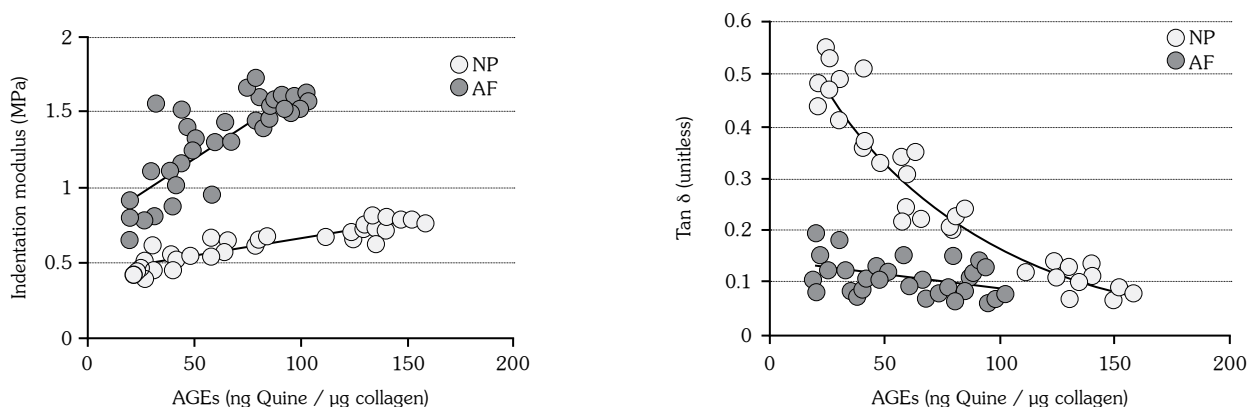 2
1.5
1
0.5
0
0
50
100
150
200
Indentation modulus (MPa)
AGEs (ng Quine / µg collagen)
NP
AF
0.6
0.5
0.4
0.3
0.2
0.1
0
0
50
100
150
200
Tan δ (unitless)
AGEs (ng Quine / µg collagen)
NP
AF